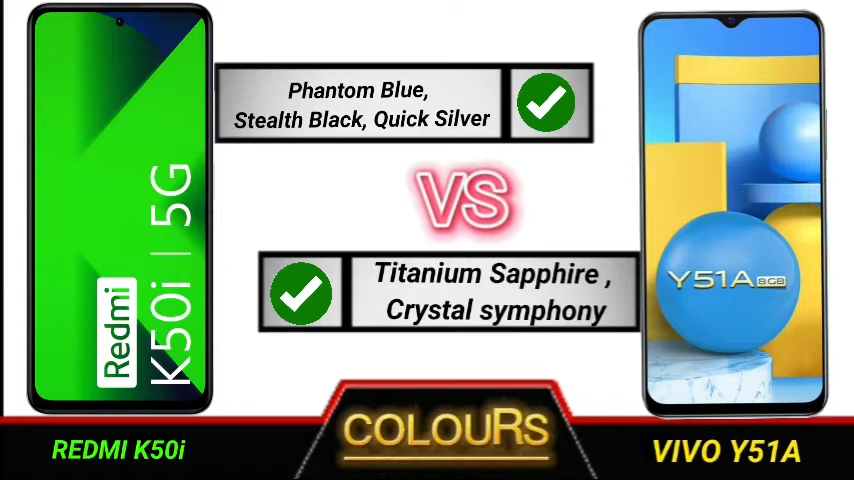 Redmi
K50i | 5G
Phantom Blue,
Stealth Black, Quick Silver
VS
Titanium Sapphire ,
Crystal symphony
Y51A 8GB
REDMI K50i
COLOURS
VIVO Y51A